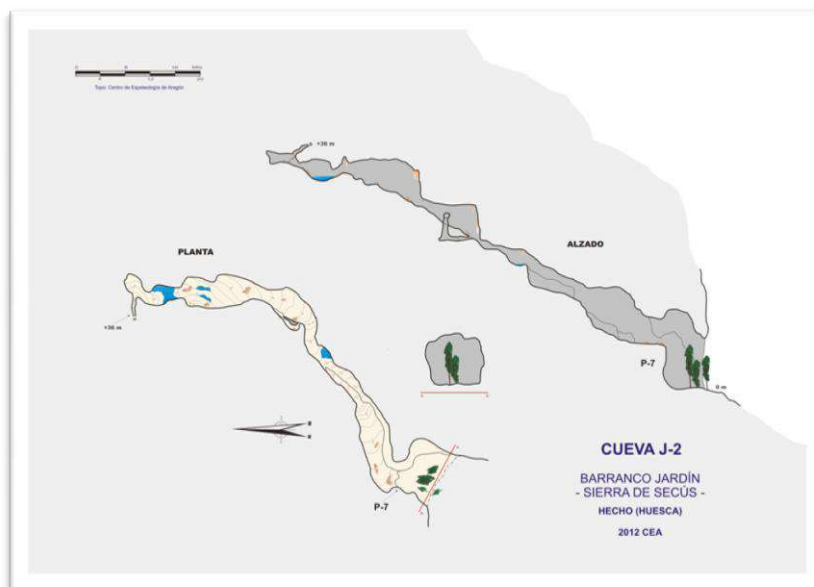 Topo: Centro de Espeleología de Aragón
+36 m
ALZADO
PLANTA
+36 m
P-7
0 m
P-7
CUEVA J-2
BARRANCO JARDÍN
- SIERRA DE SECÚS -
HECHO (HUESCA)
2012 CEA